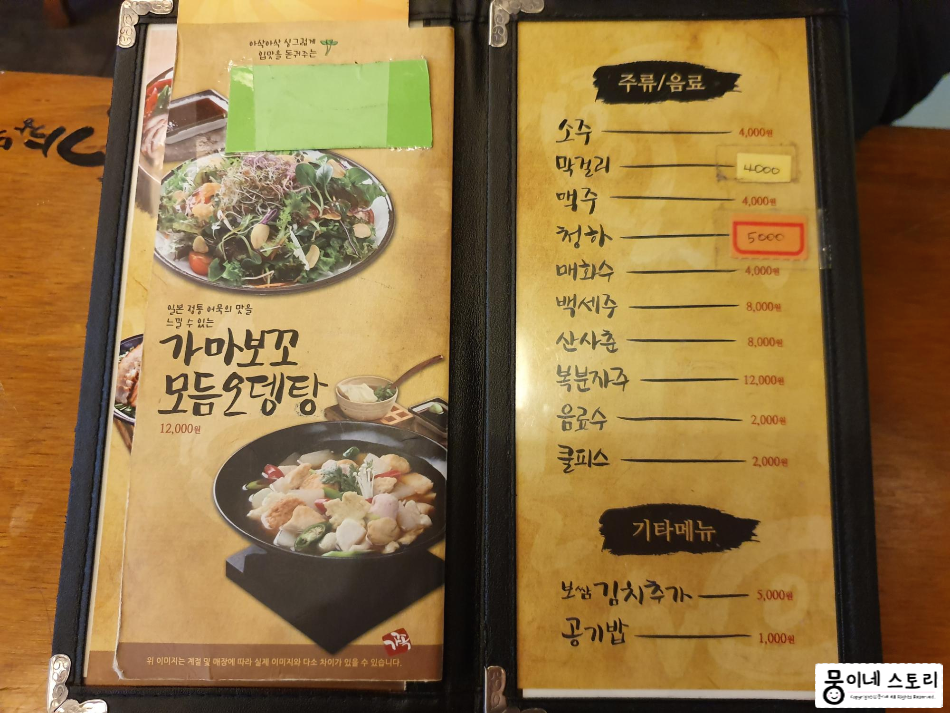 아삭아삭 싱그럽게
입맛을 돋궈주는
일본 정통 어묵의 맛을
느낄 수 있는
가마보꼬
모듬오뎅탕
12,000원
위 이미지는 계절 및 매장에 따라 실제 이미지와 다소 차이가 있을 수 있습니다.
주류/음료
소주 4,000원
막걸리 4000
맥주 4,000원
청하 5000
매화수 4,000원
백세주 8,000원
산사춘 8,000원
복분자주 12,000원
음료수 2,000원
쿨피스 2,000원
기타메뉴
보쌈김치추가 5,000원
공기밥 1,000원
뭉이네 스토리